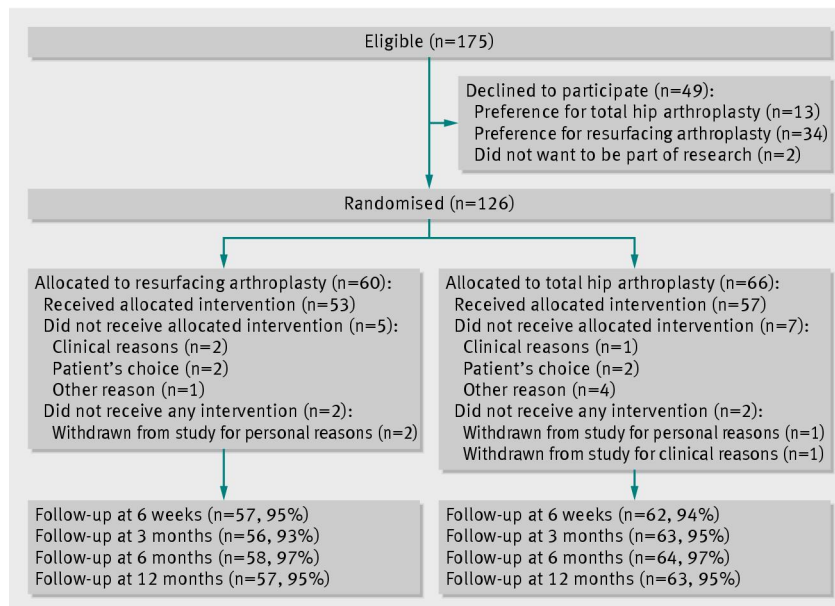 Eligible (n=175)
Declined to participate (n=49):
Preference for total hip arthroplasty (n=13)
Preference for resurfacing arthroplasty (n=34)
Did not want to be part of research (n=2)
Randomised (n=126)
Allocated to resurfacing arthroplasty (n=60):
Received allocated intervention (n=53)
Did not receive allocated intervention (n=5):
Clinical reasons (n=2)
Patient's choice (n=2)
Other reason (n=1)
Did not receive any intervention (n=2):
Withdrawn from study for personal reasons (n=2)
Allocated to total hip arthroplasty (n=66):
Received allocated intervention (n=57)
Did not receive allocated intervention (n=7):
Clinical reasons (n=1)
Patient's choice (n=2)
Other reason (n=4)
Did not receive any intervention (n=2):
Withdrawn from study for personal reasons (n=1)
Withdrawn from study for clinical reasons (n=1)
Follow-up at 6 weeks (n=57, 95%)
Follow-up at 3 months (n=56, 93%)
Follow-up at 6 months (n=58, 97%)
Follow-up at 12 months (n=57, 95%)
Follow-up at 6 weeks (n=62, 94%)
Follow-up at 3 months (n=63, 95%)
Follow-up at 6 months (n=64, 97%)
Follow-up at 12 months (n=63, 95%)